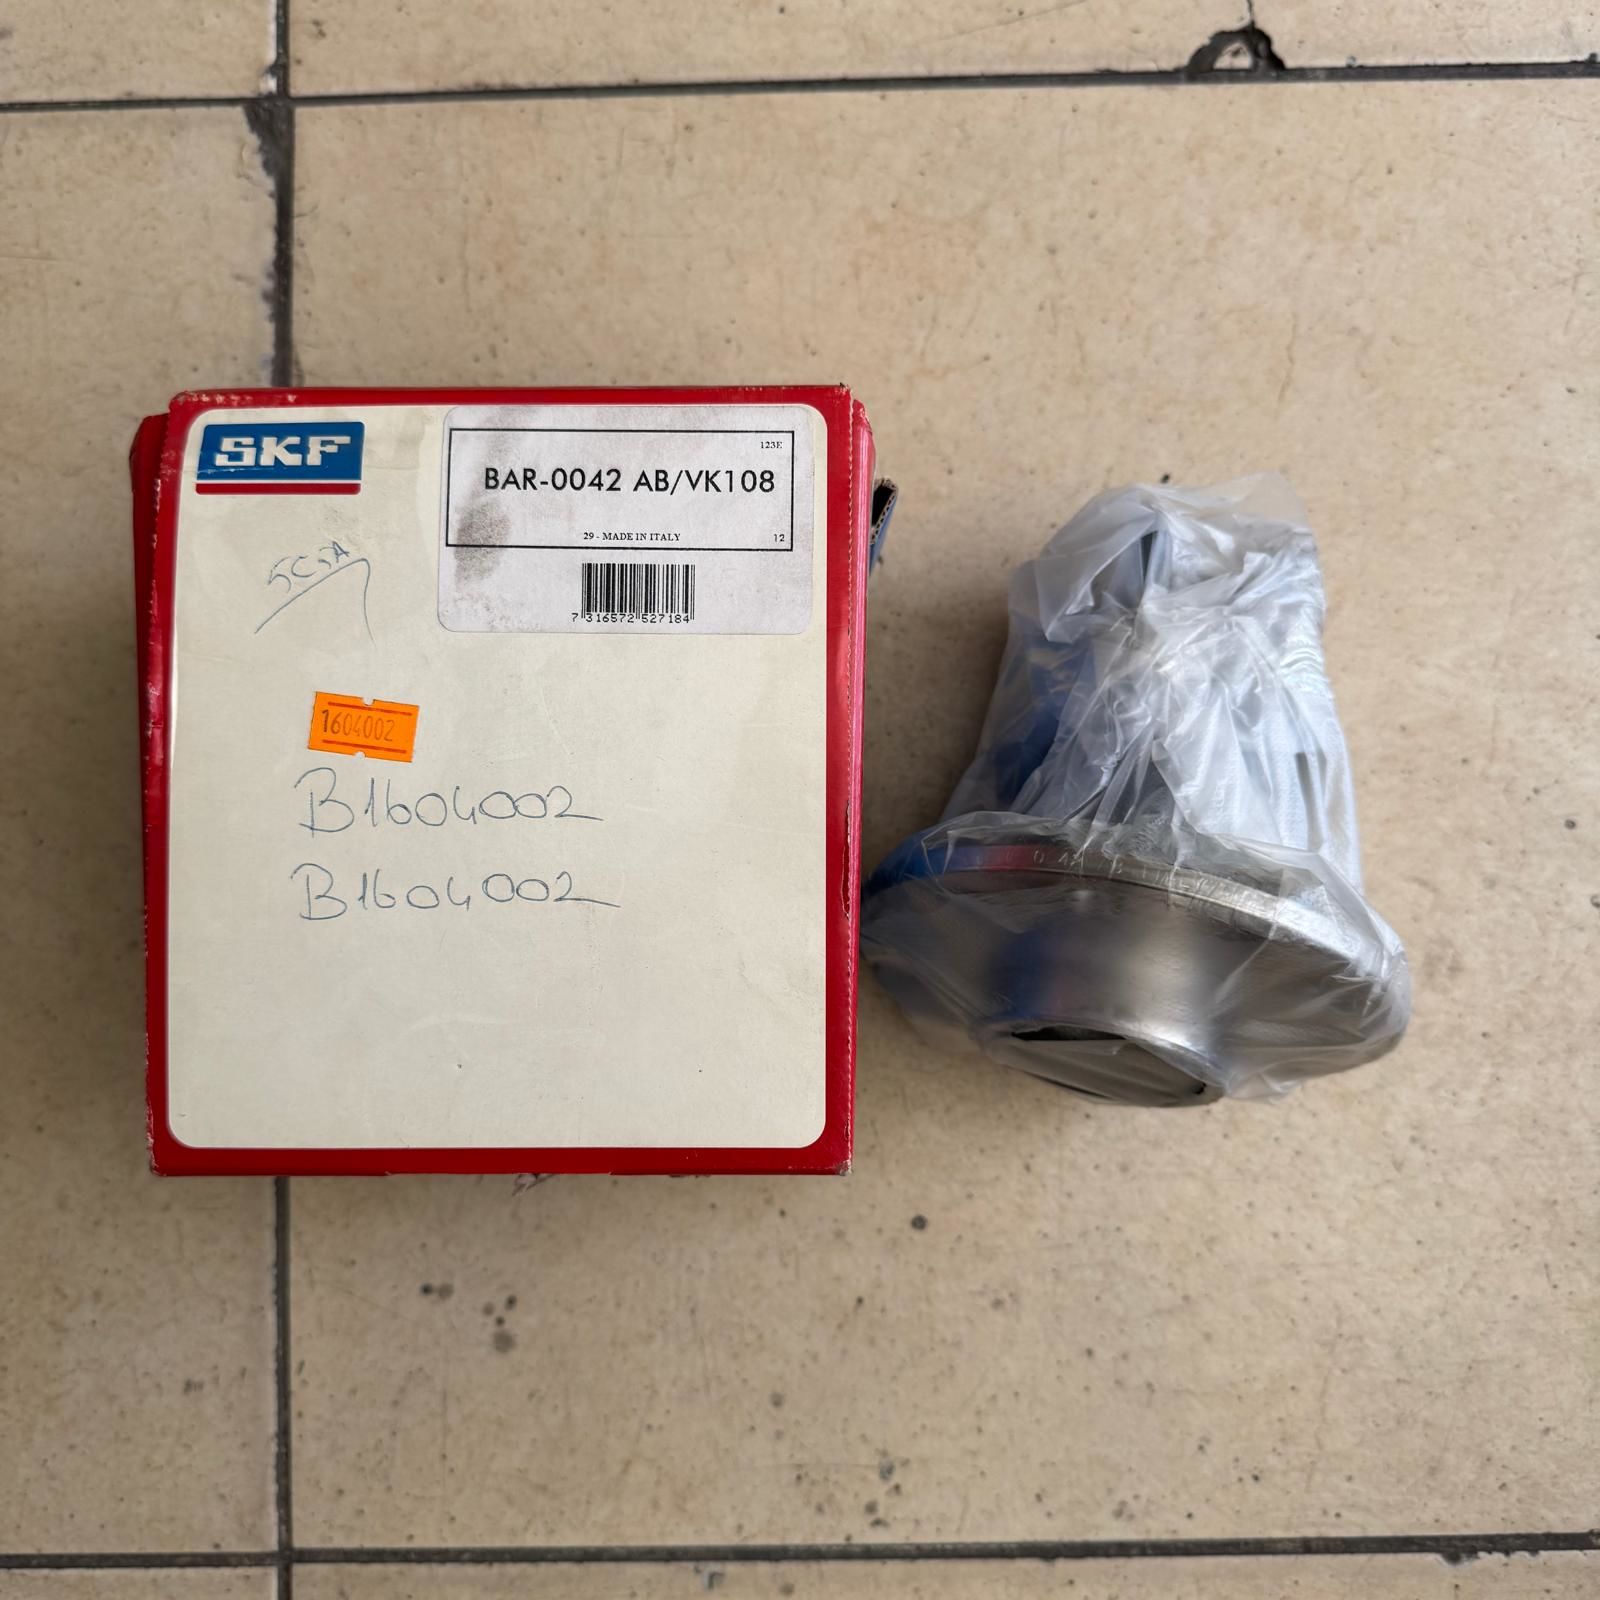 SKF
123E
BAR-0042 AB/VK108
29 - MADE IN ITALY 12
7 316572 527184
1604002
B1604002
B1604002